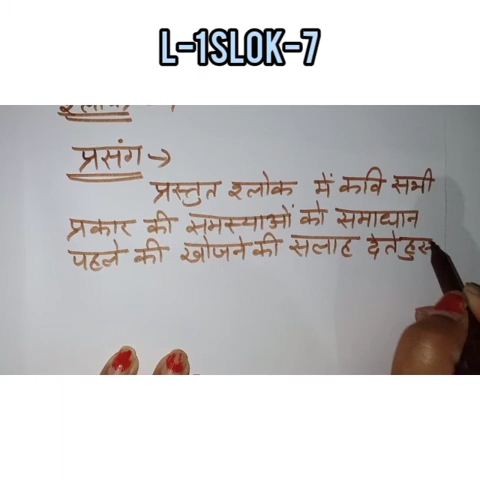 L-1SLOK-7
प्रसंग →
प्रस्तुत श्लोक में कवि सभी
प्रकार की समस्याओं को समाधान
पहले की खोजने की सलाह देते हुस